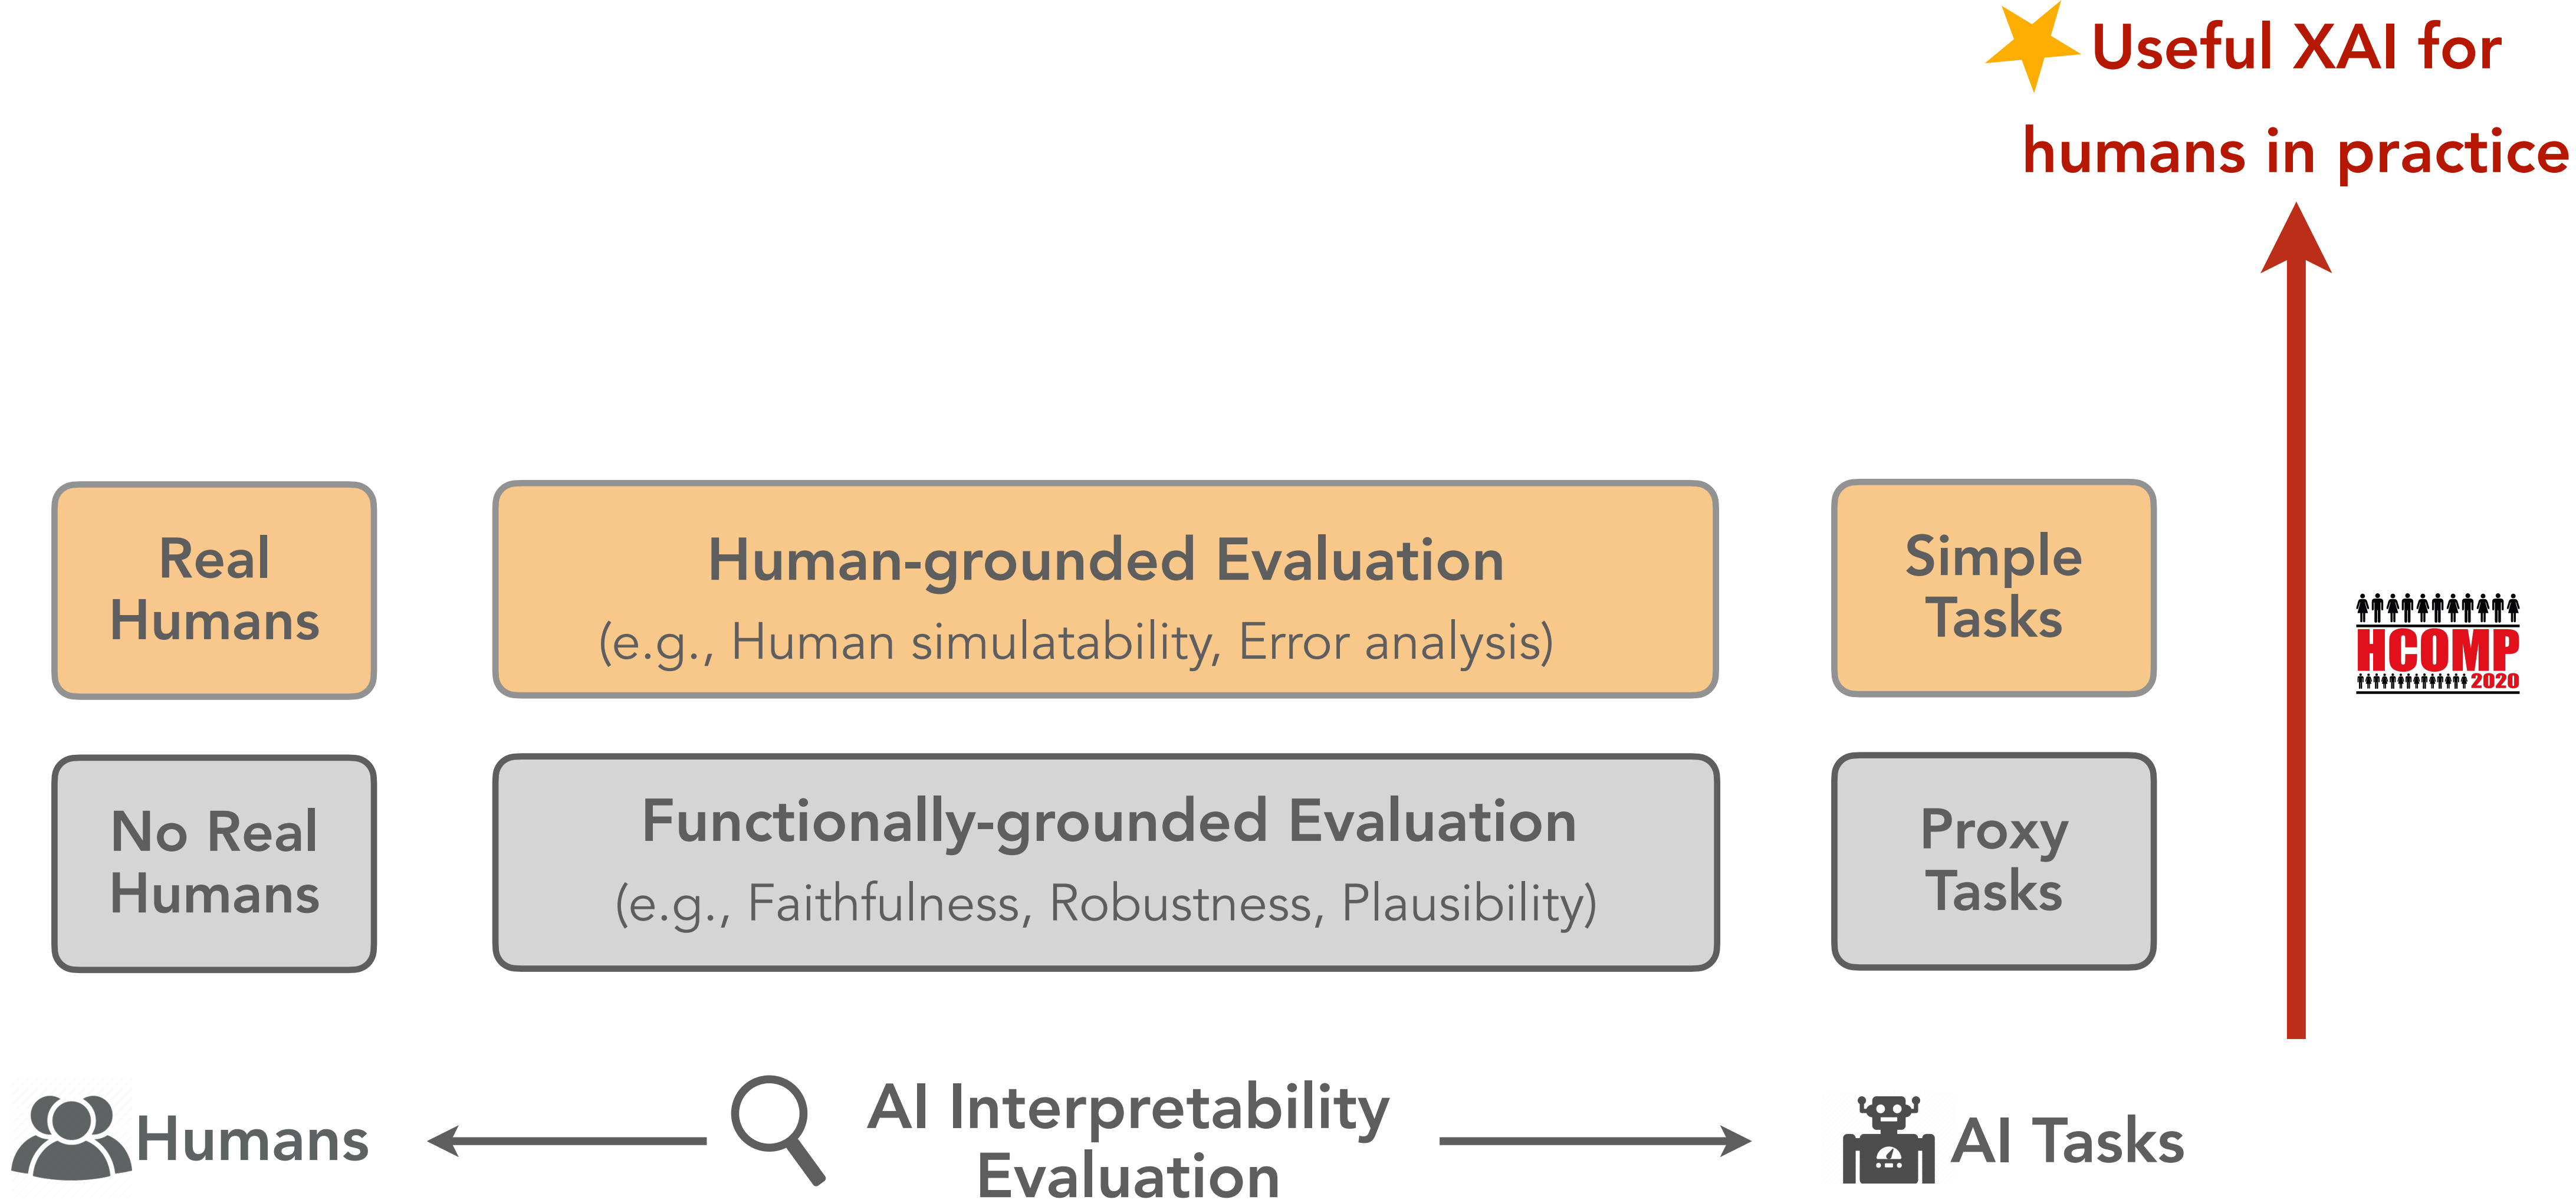 Useful XAI for
humans in practice
Real
Humans
Human-grounded Evaluation
(e.g., Human simulatability, Error analysis)
Simple
Tasks
HCOMP
2020
No Real
Humans
Functionally-grounded Evaluation
(e.g., Faithfulness, Robustness, Plausibility)
Proxy
Tasks
Humans
AI Interpretability
Evaluation
AI Tasks